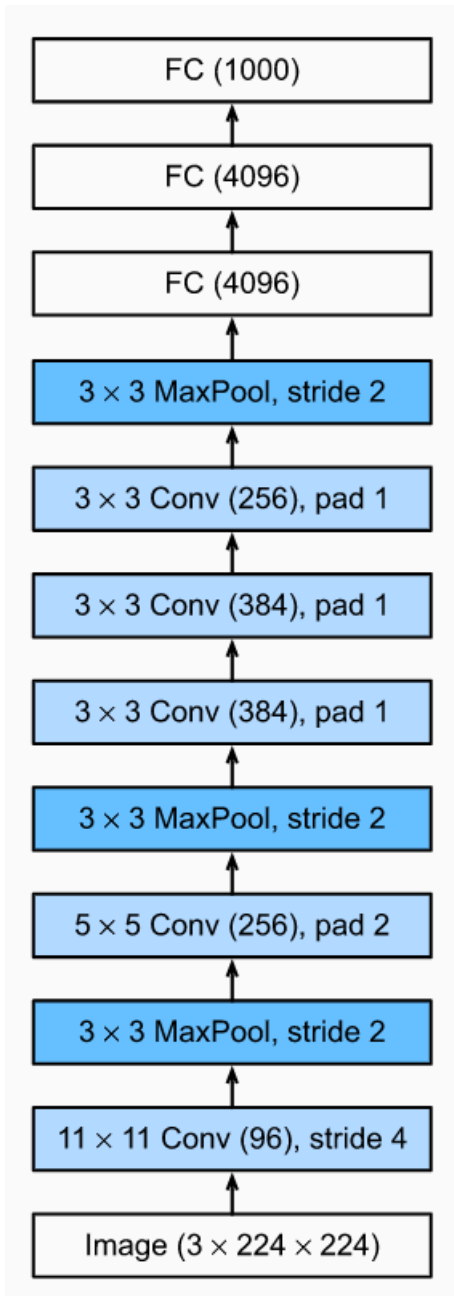 FC (1000)
FC (4096)
FC (4096)
3 × 3 MaxPool, stride 2
3 × 3 Conv (256), pad 1
3 × 3 Conv (384), pad 1
3 × 3 Conv (384), pad 1
3 × 3 MaxPool, stride 2
5 × 5 Conv (256), pad 2
3 × 3 MaxPool, stride 2
11 × 11 Conv (96), stride 4
Image (3 × 224 × 224)